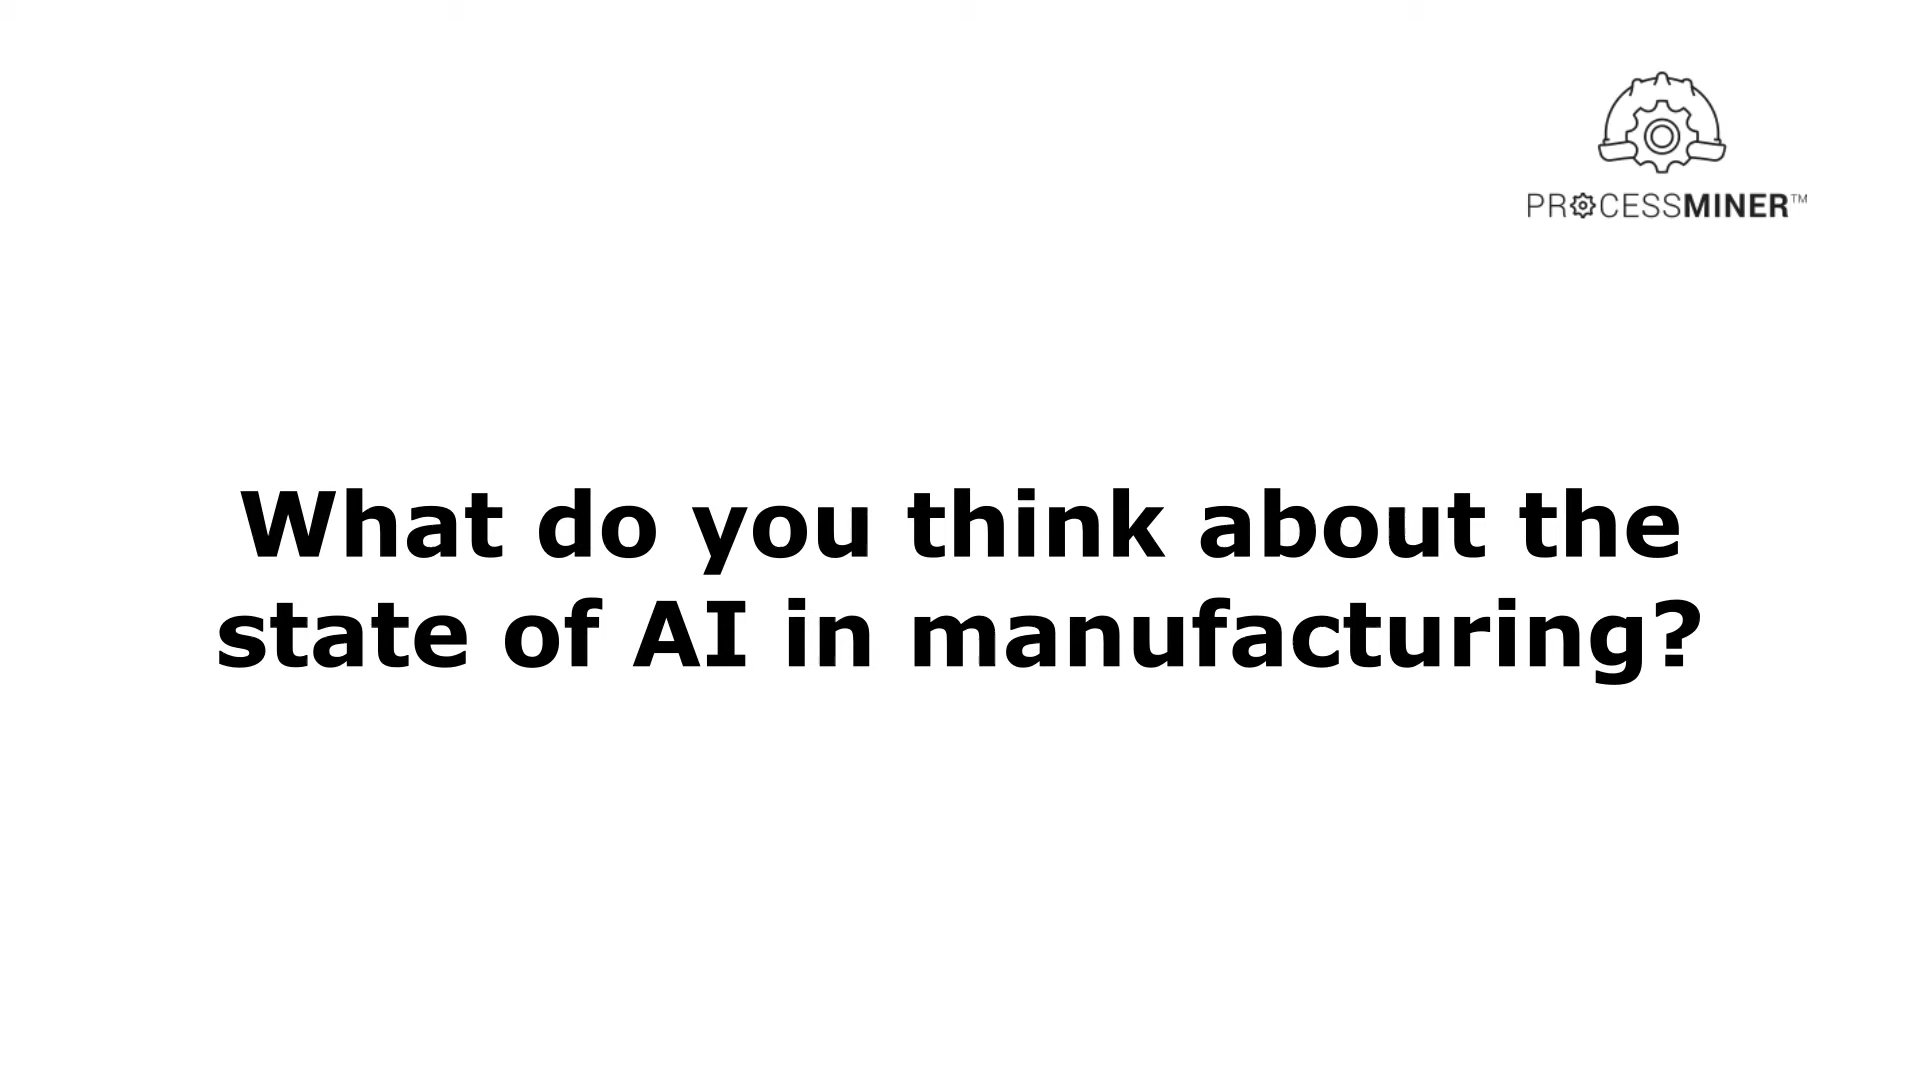 PROCESSMINER™
What do you think about the
state of AI in manufacturing?